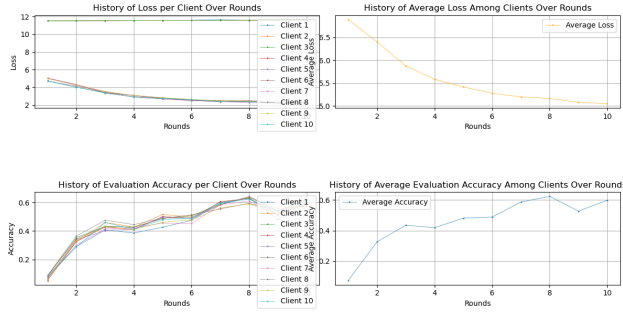 History of Loss per Client Over Rounds
12
10
8
6
4
2
Loss
2
4
6
8
Rounds
Client 1
Client 2
Client 3
Client 4
Client 5
Client 6
Client 7
Client 8
Client 9
Client 10
History of Average Loss Among Clients Over Rounds
6.5
6.0
5.5
5.0
Average Loss
Average Loss
2
4
6
8
10
Rounds
History of Evaluation Accuracy per Client Over Rounds
0.6
0.4
0.2
Accuracy
2
4
6
8
Rounds
Client 1
Client 2
Client 3
Client 4
Client 5
Client 6
Client 7
Client 8
Client 9
Client 10
History of Average Evaluation Accuracy Among Clients Over Round
0.6
0.4
0.2
Average Accuracy
Average Accuracy
2
4
6
8
10
Rounds